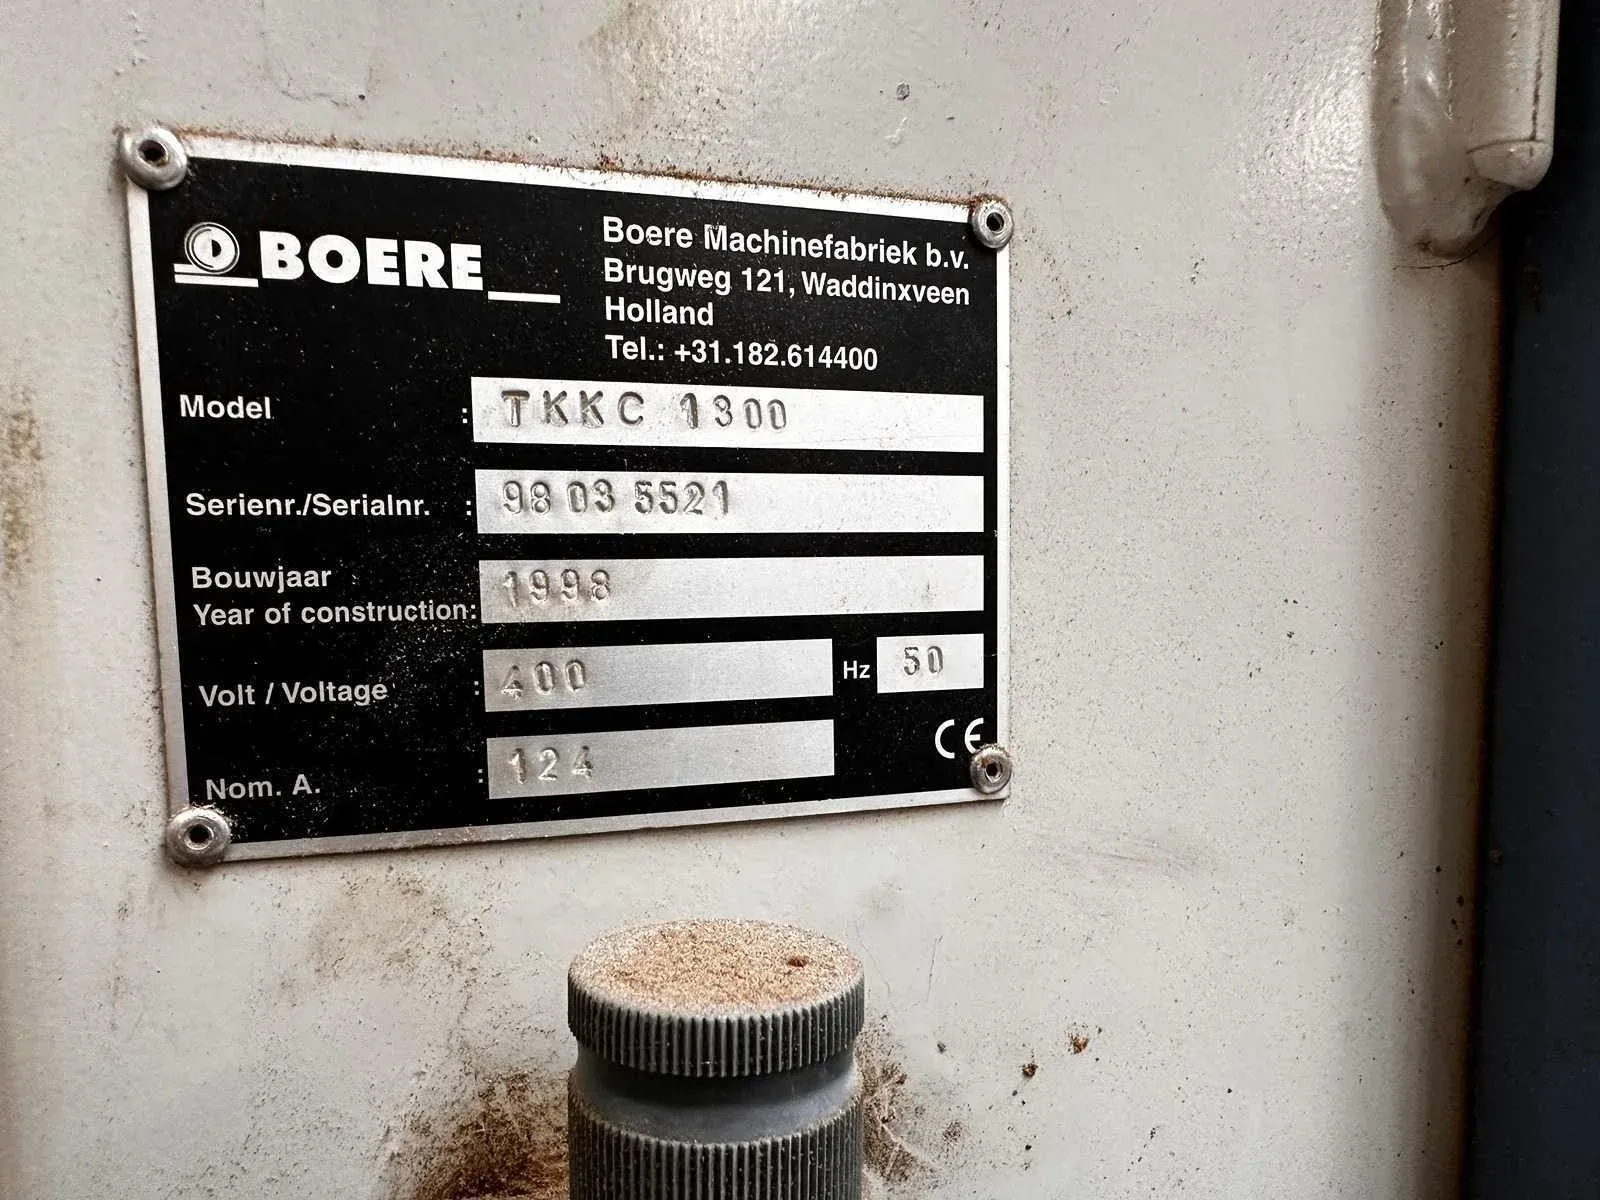 BOERE
Boere Machinefabriek b.v.
Brugweg 121, Waddinxveen
Holland
Tel.: +31.182.614400
Model : TKKC 1300
Serienr./Serialnr. : 98 03 5521
Bouwjaar
Year of construction: 1998
Volt / Voltage : 400 Hz 50
Nom. A. : 124
CE